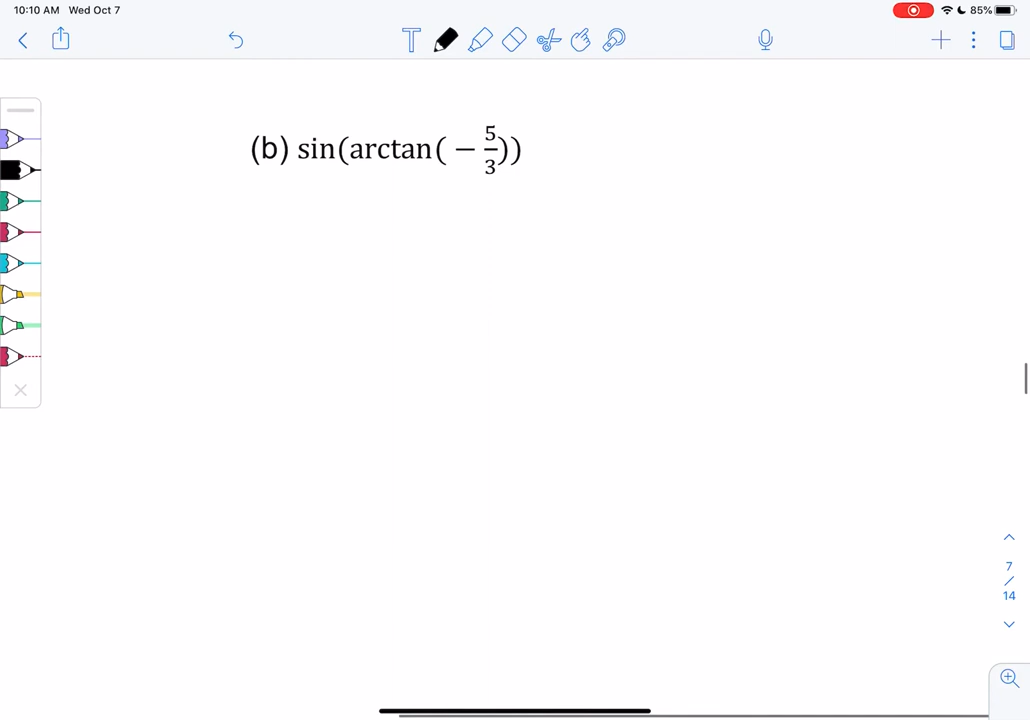 10:10 AM Wed Oct 7
85%
T
(b) sin(arctan( − 5/3))
7
/
14